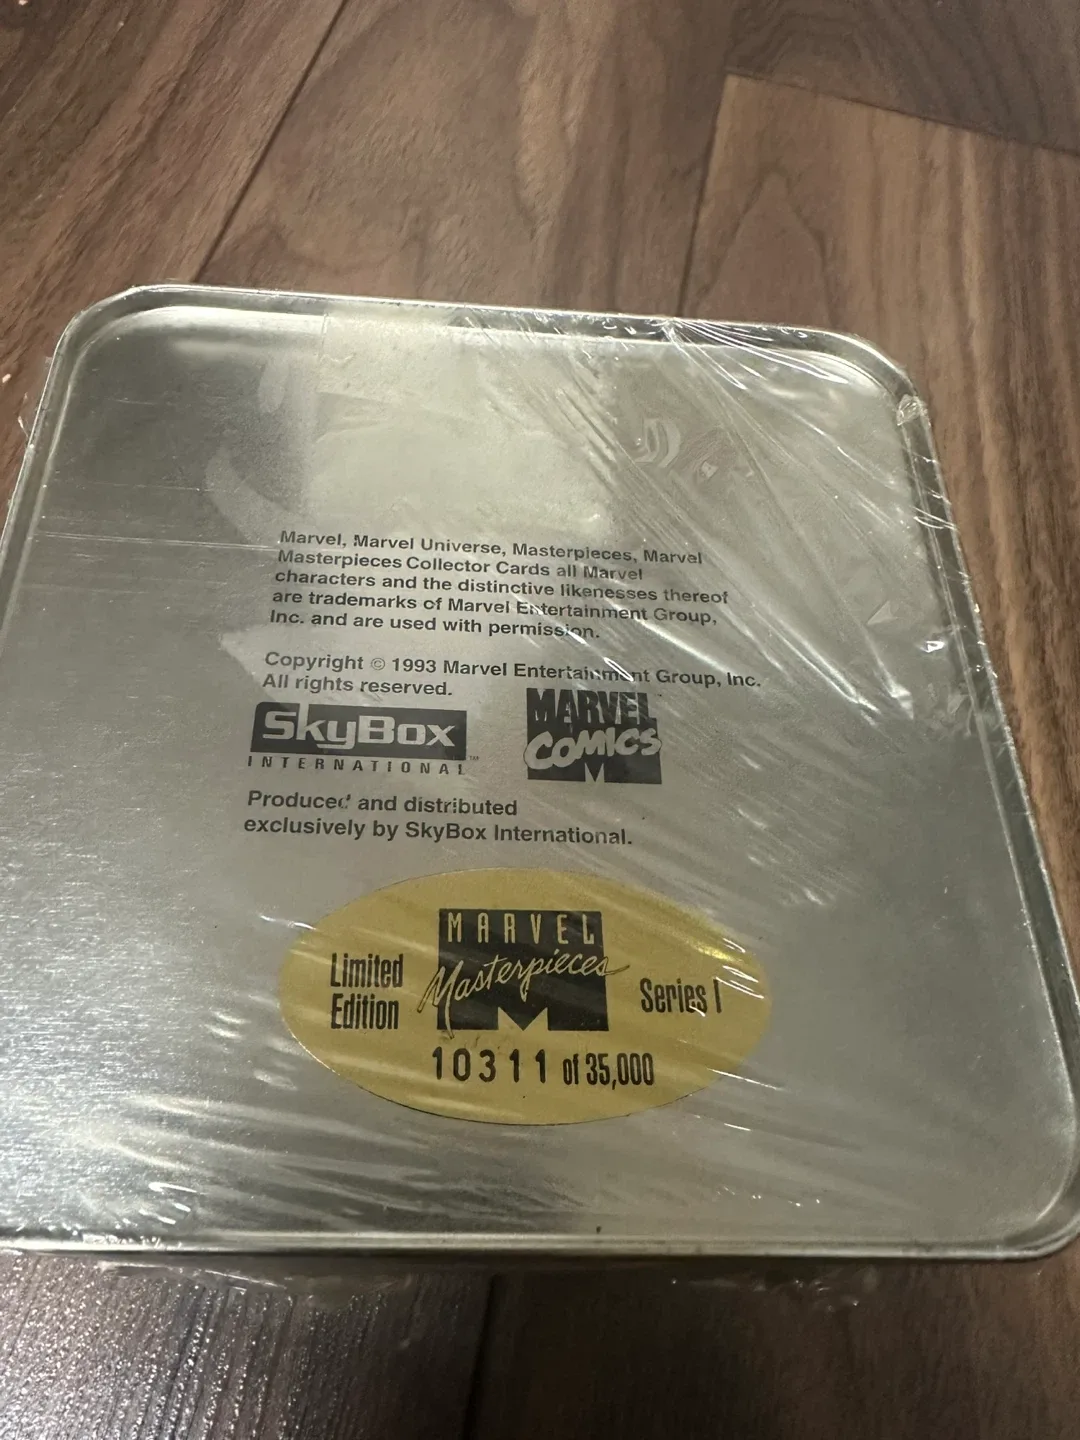 Marvel, Marvel Universe, Masterpieces, Marvel
Masterpieces Collector Cards all Marvel
characters and the distinctive likenesses thereof
are trademarks of Marvel Entertainment Group,
Inc. and are used with permission.
Copyright © 1993 Marvel Entertainment Group, Inc.
All rights reserved.
SkyBox™
INTERNATIONAL
MARVEL™
COMICS
Produced and distributed
exclusively by SkyBox International.
MARVEL
Masterpieces
Limited
Edition
Series I
10311 of 35,000